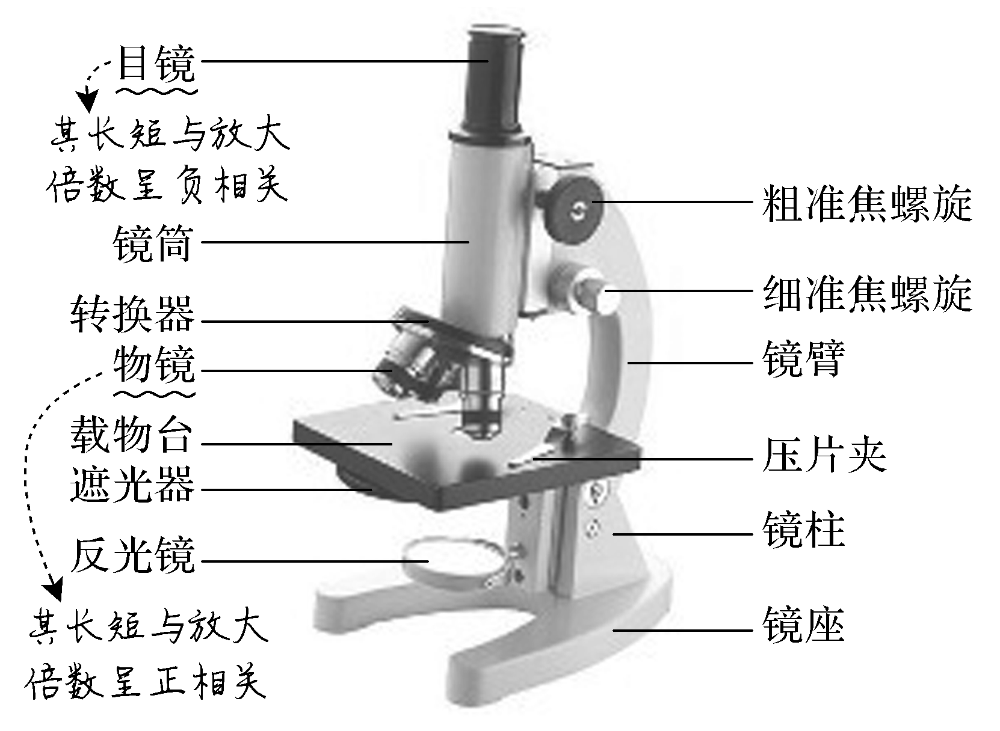 目镜
其长短与放大
倍数呈负相关
镜筒
转换器
物镜
载物台
遮光器
反光镜
其长短与放大
倍数呈正相关
粗准焦螺旋
细准焦螺旋
镜臂
压片夹
镜柱
镜座